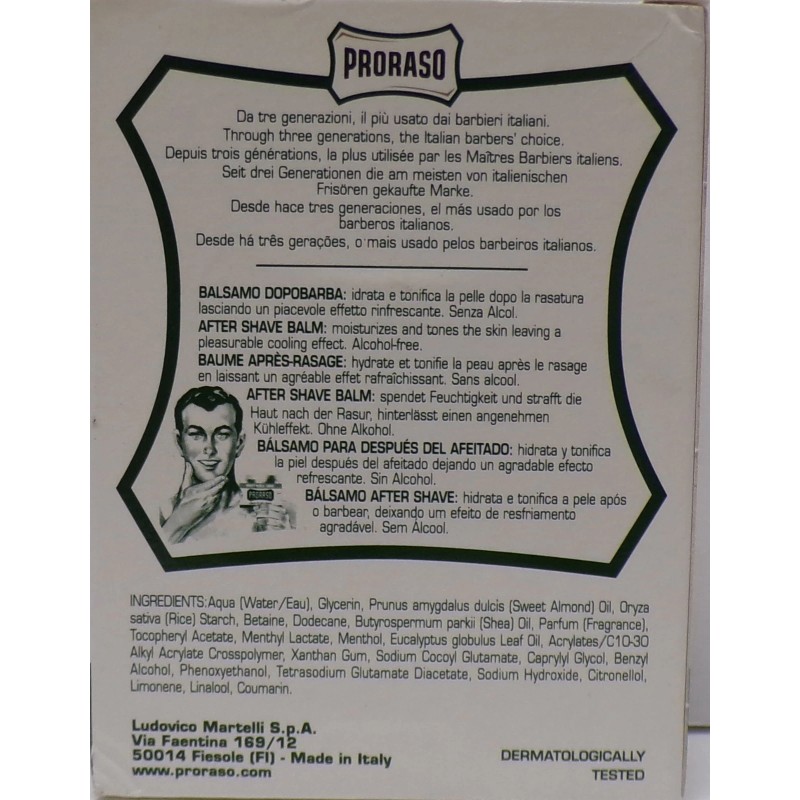 PRORASO
Da tre generazioni, il più usato dai barbieri italiani.
Through three generations, the Italian barbers' choice.
Depuis trois générations, la plus utilisée par les Maîtres Barbiers italiens.
Seit drei Generationen die am meisten von italienischen
Frisören gekaufte Marke.
Desde hace tres generaciones, el más usado por los
barberos italianos.
Desde há três gerações, o mais usado pelos barbeiros italianos.
BALSAMO DOPOBARBA: idrata e tonifica la pelle dopo la rasatura
lasciando un piacevole effetto rinfrescante. Senza Alcol.
AFTER SHAVE BALM: moisturizes and tones the skin leaving a
pleasurable cooling effect. Alcohol-free.
BAUME APRÈS-RASAGE: hydrate et tonifie la peau après le rasage
en laissant un agréable effet rafraîchissant. Sans alcool.
AFTER SHAVE BALM: spendet Feuchtigkeit und strafft die
Haut nach der Rasur, hinterlässt einen angenehmen
Kühleffekt. Ohne Alkohol.
BÁLSAMO PARA DESPUÉS DEL AFEITADO: hidrata y tonifica
la piel después del afeitado dejando un agradable efecto
refrescante. Sin Alcohol.
PRORASO
BÁLSAMO AFTER SHAVE: hidrata e tonifica a pele após
o barbear, deixando um efeito de resfriamento
agradável. Sem Álcool.
INGREDIENTS:Aqua (Water/Eau), Glycerin, Prunus amygdalus dulcis (Sweet Almond) Oil, Oryza
sativa (Rice) Starch, Betaine, Dodecane, Butyrospermum parkii (Shea) Oil, Parfum (Fragrance),
Tocopheryl Acetate, Menthyl Lactate, Menthol, Eucalyptus globulus Leaf Oil, Acrylates/C10-30
Alkyl Acrylate Crosspolymer, Xanthan Gum, Sodium Cocoyl Glutamate, Caprylyl Glycol, Benzyl
Alcohol, Phenoxyethanol, Tetrasodium Glutamate Diacetate, Sodium Hydroxide, Citronellol,
Limonene, Linalool, Coumarin.
Ludovico Martelli S.p.A.
Via Faentina 169/12
50014 Fiesole (FI) - Made in Italy
www.proraso.com
DERMATOLOGICALLY
TESTED